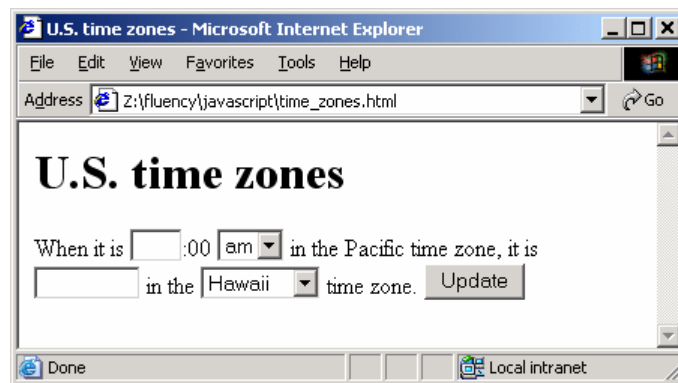 U.S. time zones - Microsoft Internet Explorer
File Edit View Favorites Tools Help
Address Z:\fluency\javascript\time_zones.html Go
U.S. time zones
When it is :00 am in the Pacific time zone, it is
in the Hawaii time zone. Update
Done Local intranet